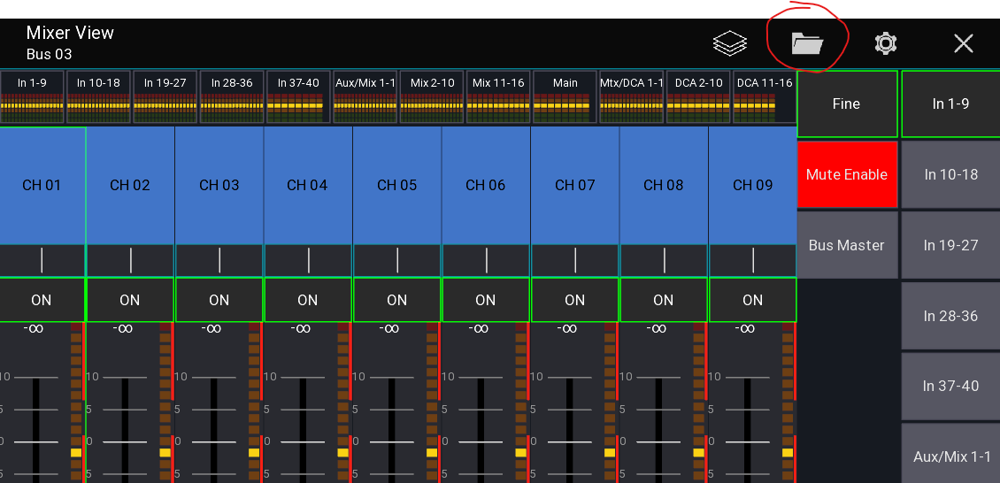 Mixer View
Bus 03
In 1-9 In 10-18 In 19-27 In 28-36 In 37-40 Aux/Mix 1-1 Mix 2-10 Mix 11-16 Main Mtx/DCA 1-1 DCA 2-10 DCA 11-16
Fine In 1-9
CH 01 CH 02 CH 03 CH 04 CH 05 CH 06 CH 07 CH 08 CH 09
Mute Enable In 10-18
Bus Master In 19-27
ON ON ON ON ON ON ON ON ON
In 28-36
-∞ -∞ -∞ -∞ -∞ -∞ -∞ -∞ -∞
10 10 10 10 10 10 10 10 10
In 37-40
5 5 5 5 5 5 5 5 5
0 0 0 0 0 0 0 0 0
Aux/Mix 1-1
5 5 5 5 5 5 5 5 5